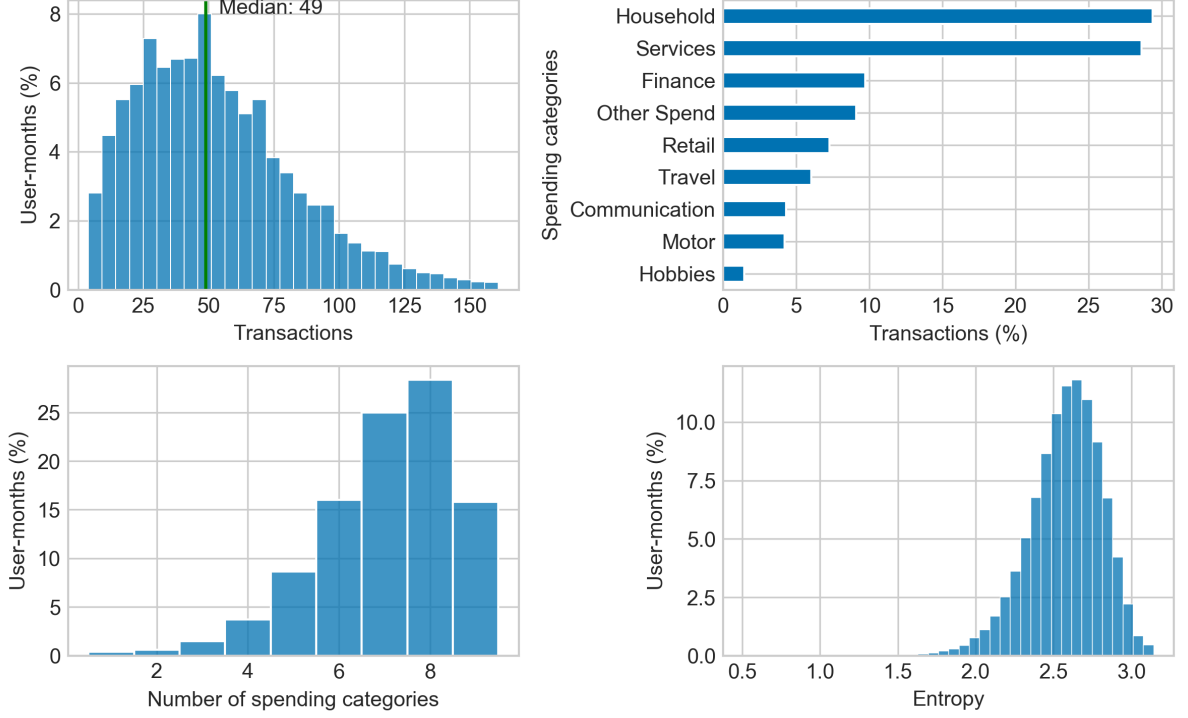 Median: 49
8
6
4
2
0
User-months (%)
0
25
50
75
100
125
150
Transactions
Spending categories
Household
Services
Finance
Other Spend
Retail
Travel
Communication
Motor
Hobbies
0
5
10
15
20
25
30
Transactions (%)
25
20
15
10
5
0
User-months (%)
2
4
6
8
Number of spending categories
10.0
7.5
5.0
2.5
0.0
User-months (%)
0.5
1.0
1.5
2.0
2.5
3.0
Entropy